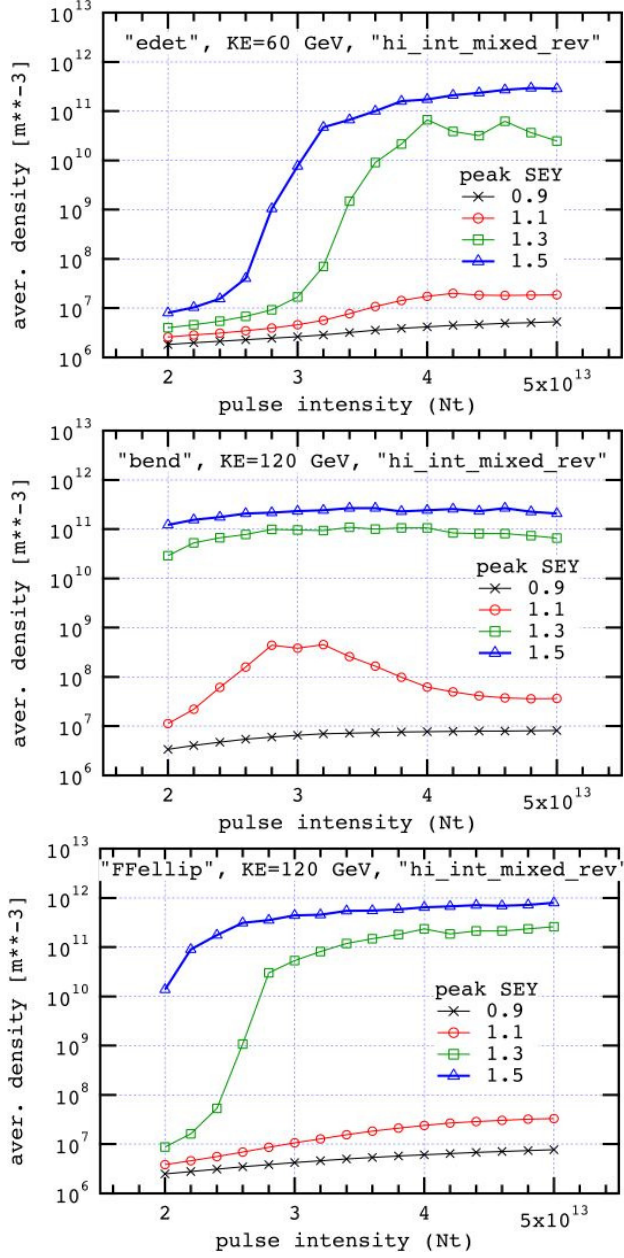 "edet", KE=60 GeV, "hi_int_mixed_rev"
aver. density [m**-3]
10^13
10^12
10^11
10^10
10^9
10^8
10^7
10^6
peak SEY
0.9
1.1
1.3
1.5
2 3 4 5x10^13
pulse intensity (Nt)
"bend", KE=120 GeV, "hi_int_mixed_rev"
aver. density [m**-3]
10^13
10^12
10^11
10^10
10^9
10^8
10^7
10^6
peak SEY
0.9
1.1
1.3
1.5
2 3 4 5x10^13
pulse intensity (Nt)
"FFellip", KE=120 GeV, "hi_int_mixed_rev"
aver. density [m**-3]
10^13
10^12
10^11
10^10
10^9
10^8
10^7
10^6
peak SEY
0.9
1.1
1.3
1.5
2 3 4 5x10^13
pulse intensity (Nt)